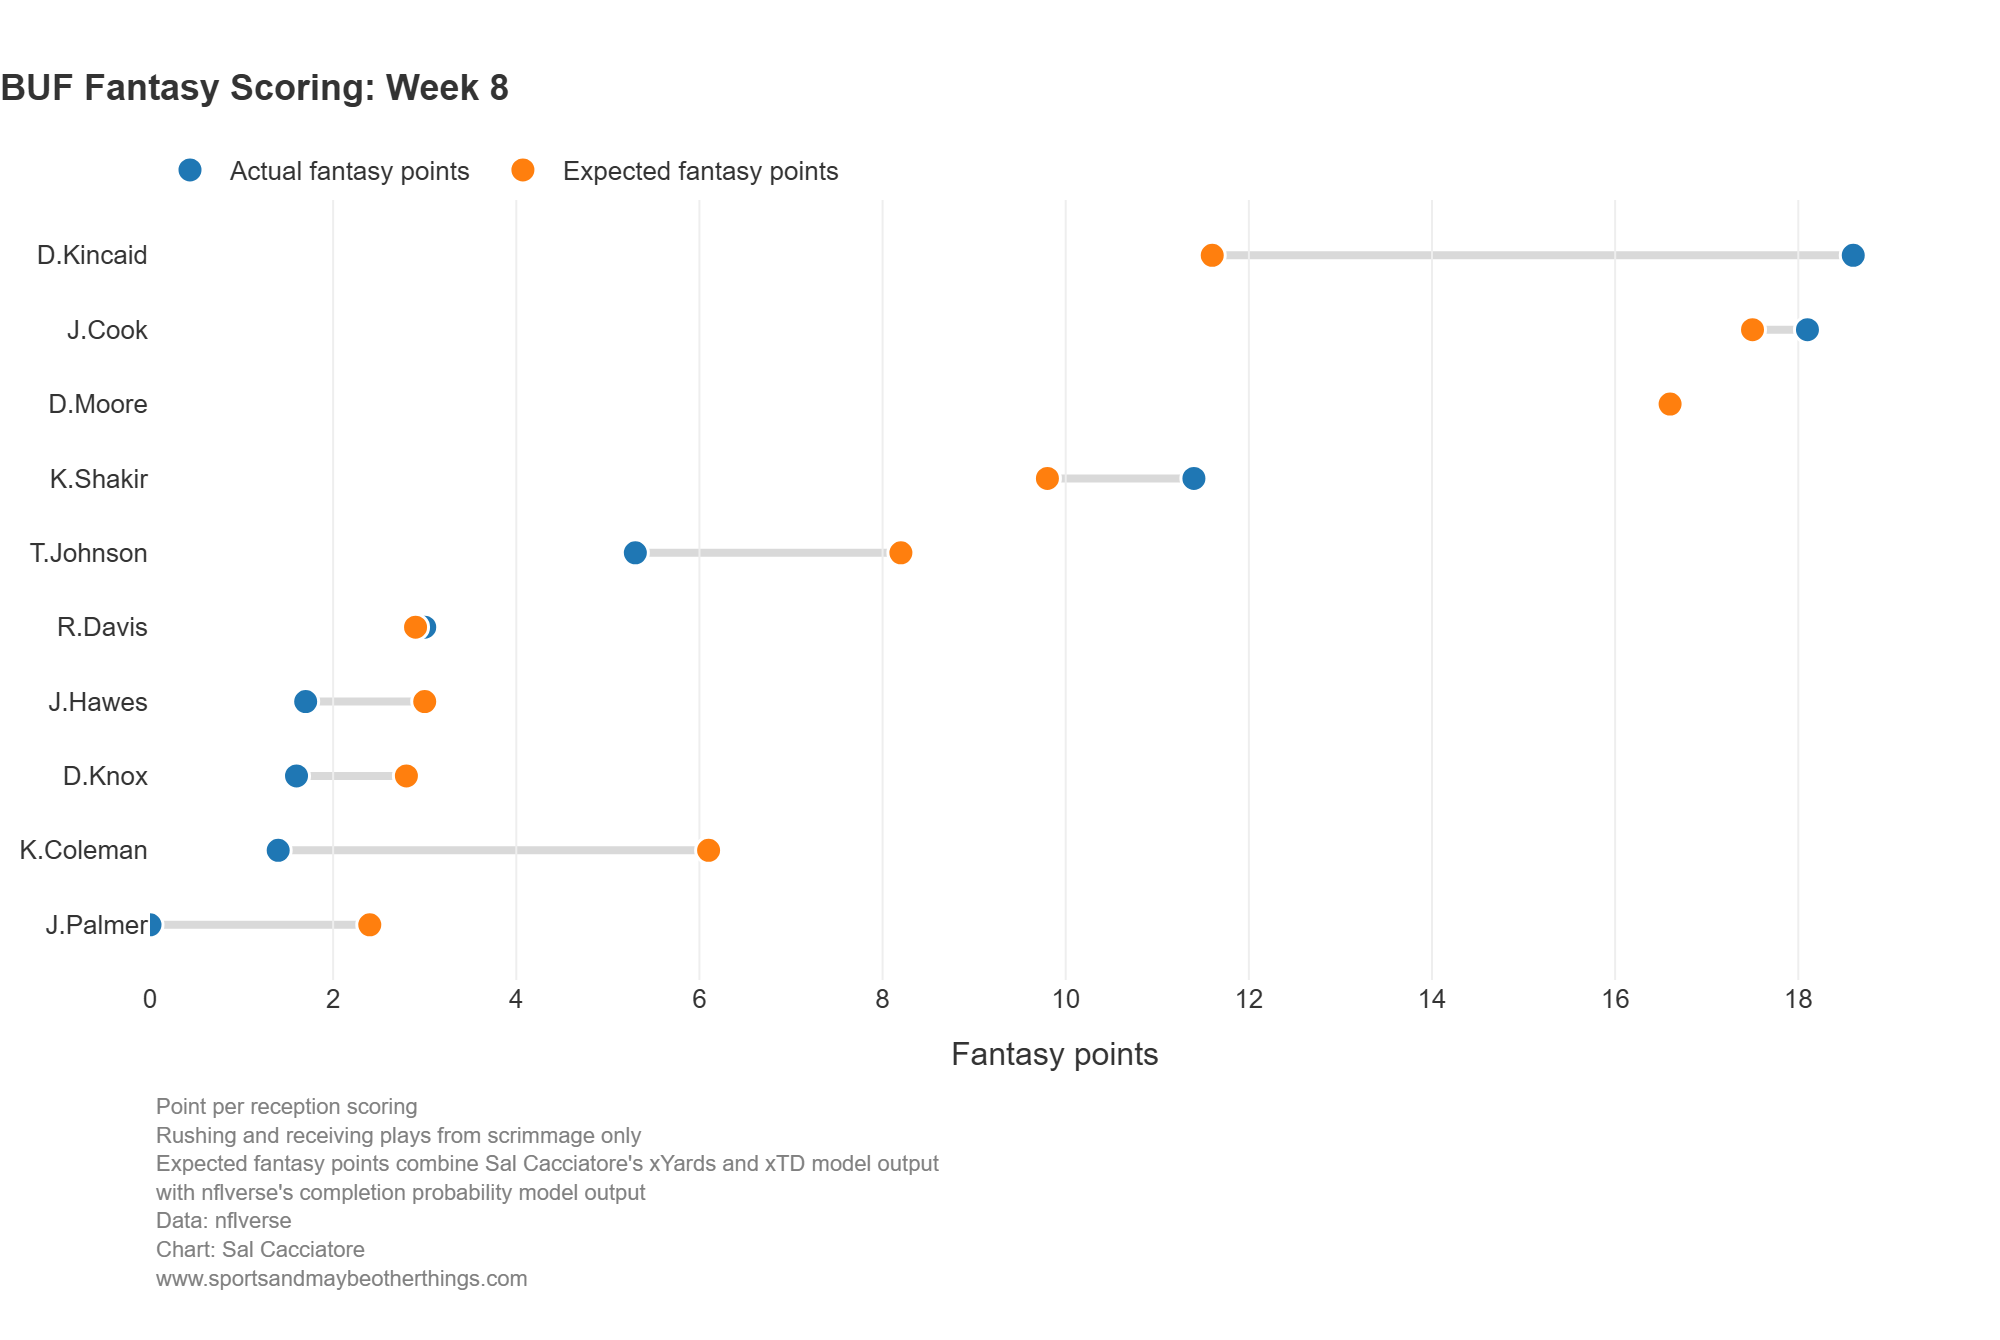 BUF Fantasy Scoring: Week 8
Actual fantasy points
Expected fantasy points
D.Kincaid
J.Cook
D.Moore
K.Shakir
T.Johnson
R.Davis
J.Hawes
D.Knox
K.Coleman
J.Palmer
0 2 4 6 8 10 12 14 16 18
Fantasy points
Point per reception scoring
Rushing and receiving plays from scrimmage only
Expected fantasy points combine Sal Cacciatore's xYards and xTD model output
with nflverse's completion probability model output
Data: nflverse
Chart: Sal Cacciatore
www.sportsandmaybeotherthings.com